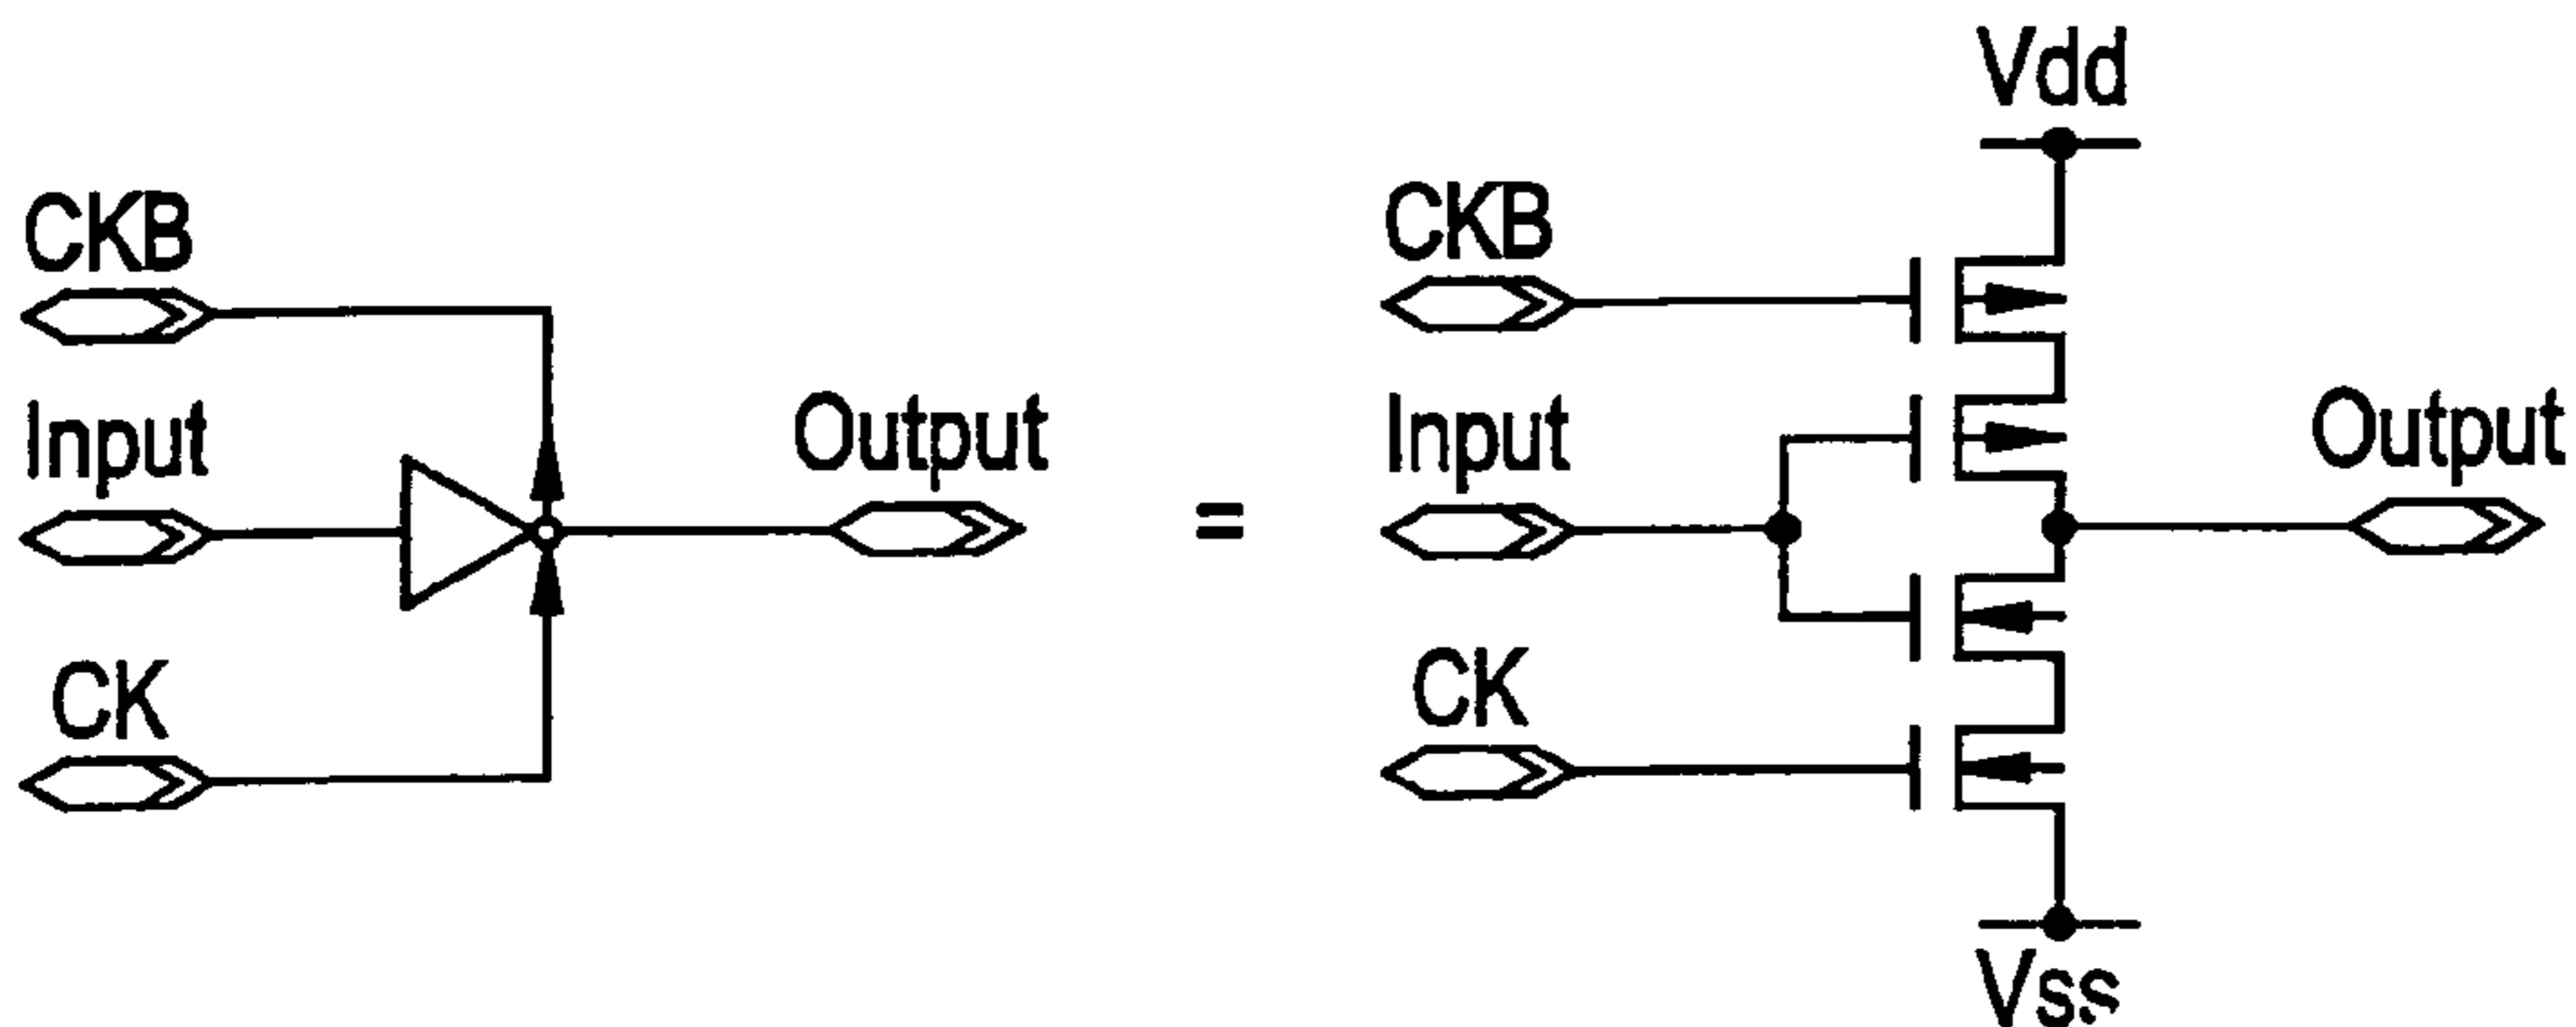 CKB
Input
Output
CK
=
Vdd
CKB
Input
Output
CK
Vss